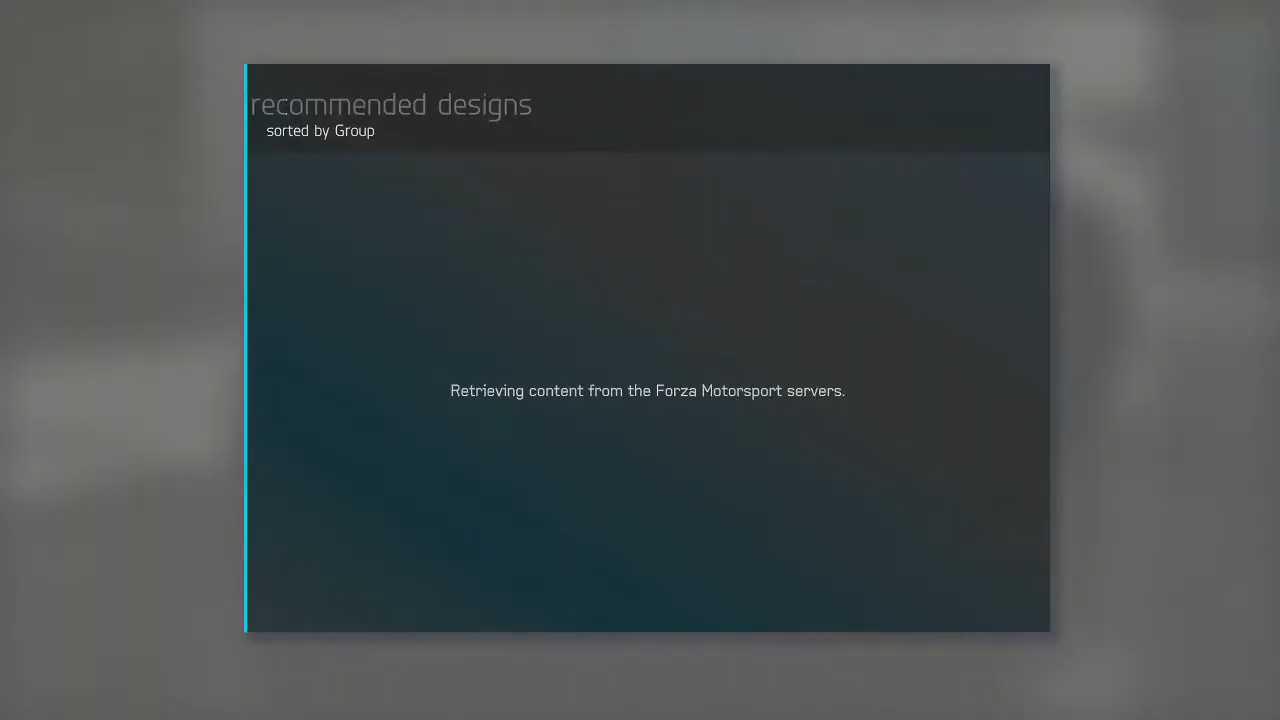 recommended designs
sorted by Group
Retrieving content from the Forza Motorsport servers.